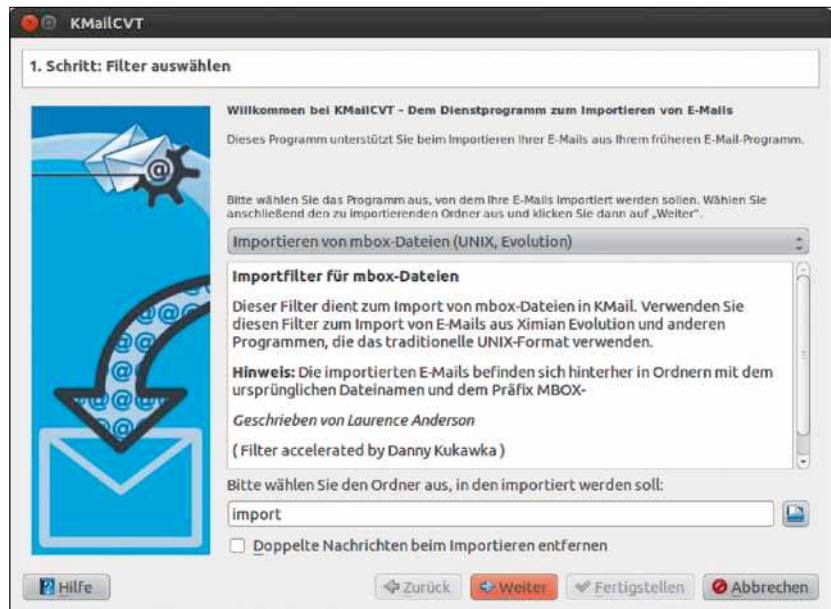 KMailCVT
1. Schritt: Filter auswählen
Willkommen bei KMailCVT - Dem Dienstprogramm zum Importieren von E-Mails
Dieses Programm unterstützt Sie beim Importieren Ihrer E-Mails aus Ihrem früheren E-Mail-Programm.
Bitte wählen Sie das Programm aus, von dem Ihre E-Mails importiert werden sollen. Wählen Sie
anschließend den zu importierenden Ordner aus und klicken Sie dann auf „Weiter“.
Importieren von mbox-Dateien (UNIX, Evolution)
Importfilter für mbox-Dateien
Dieser Filter dient zum Import von mbox-Dateien in KMail. Verwenden Sie
diesen Filter zum Import von E-Mails aus Ximian Evolution und anderen
Programmen, die das traditionelle UNIX-Format verwenden.
Hinweis: Die importierten E-Mails befinden sich hinterher in Ordnern mit dem
ursprünglichen Dateinamen und dem Präfix MBOX-
Geschrieben von Laurence Anderson
( Filter accelerated by Danny Kukawka )
Bitte wählen Sie den Ordner aus, in den importiert werden soll:
import
Doppelte Nachrichten beim Importieren entfernen
Hilfe
Zurück
Weiter
Fertigstellen
Abbrechen